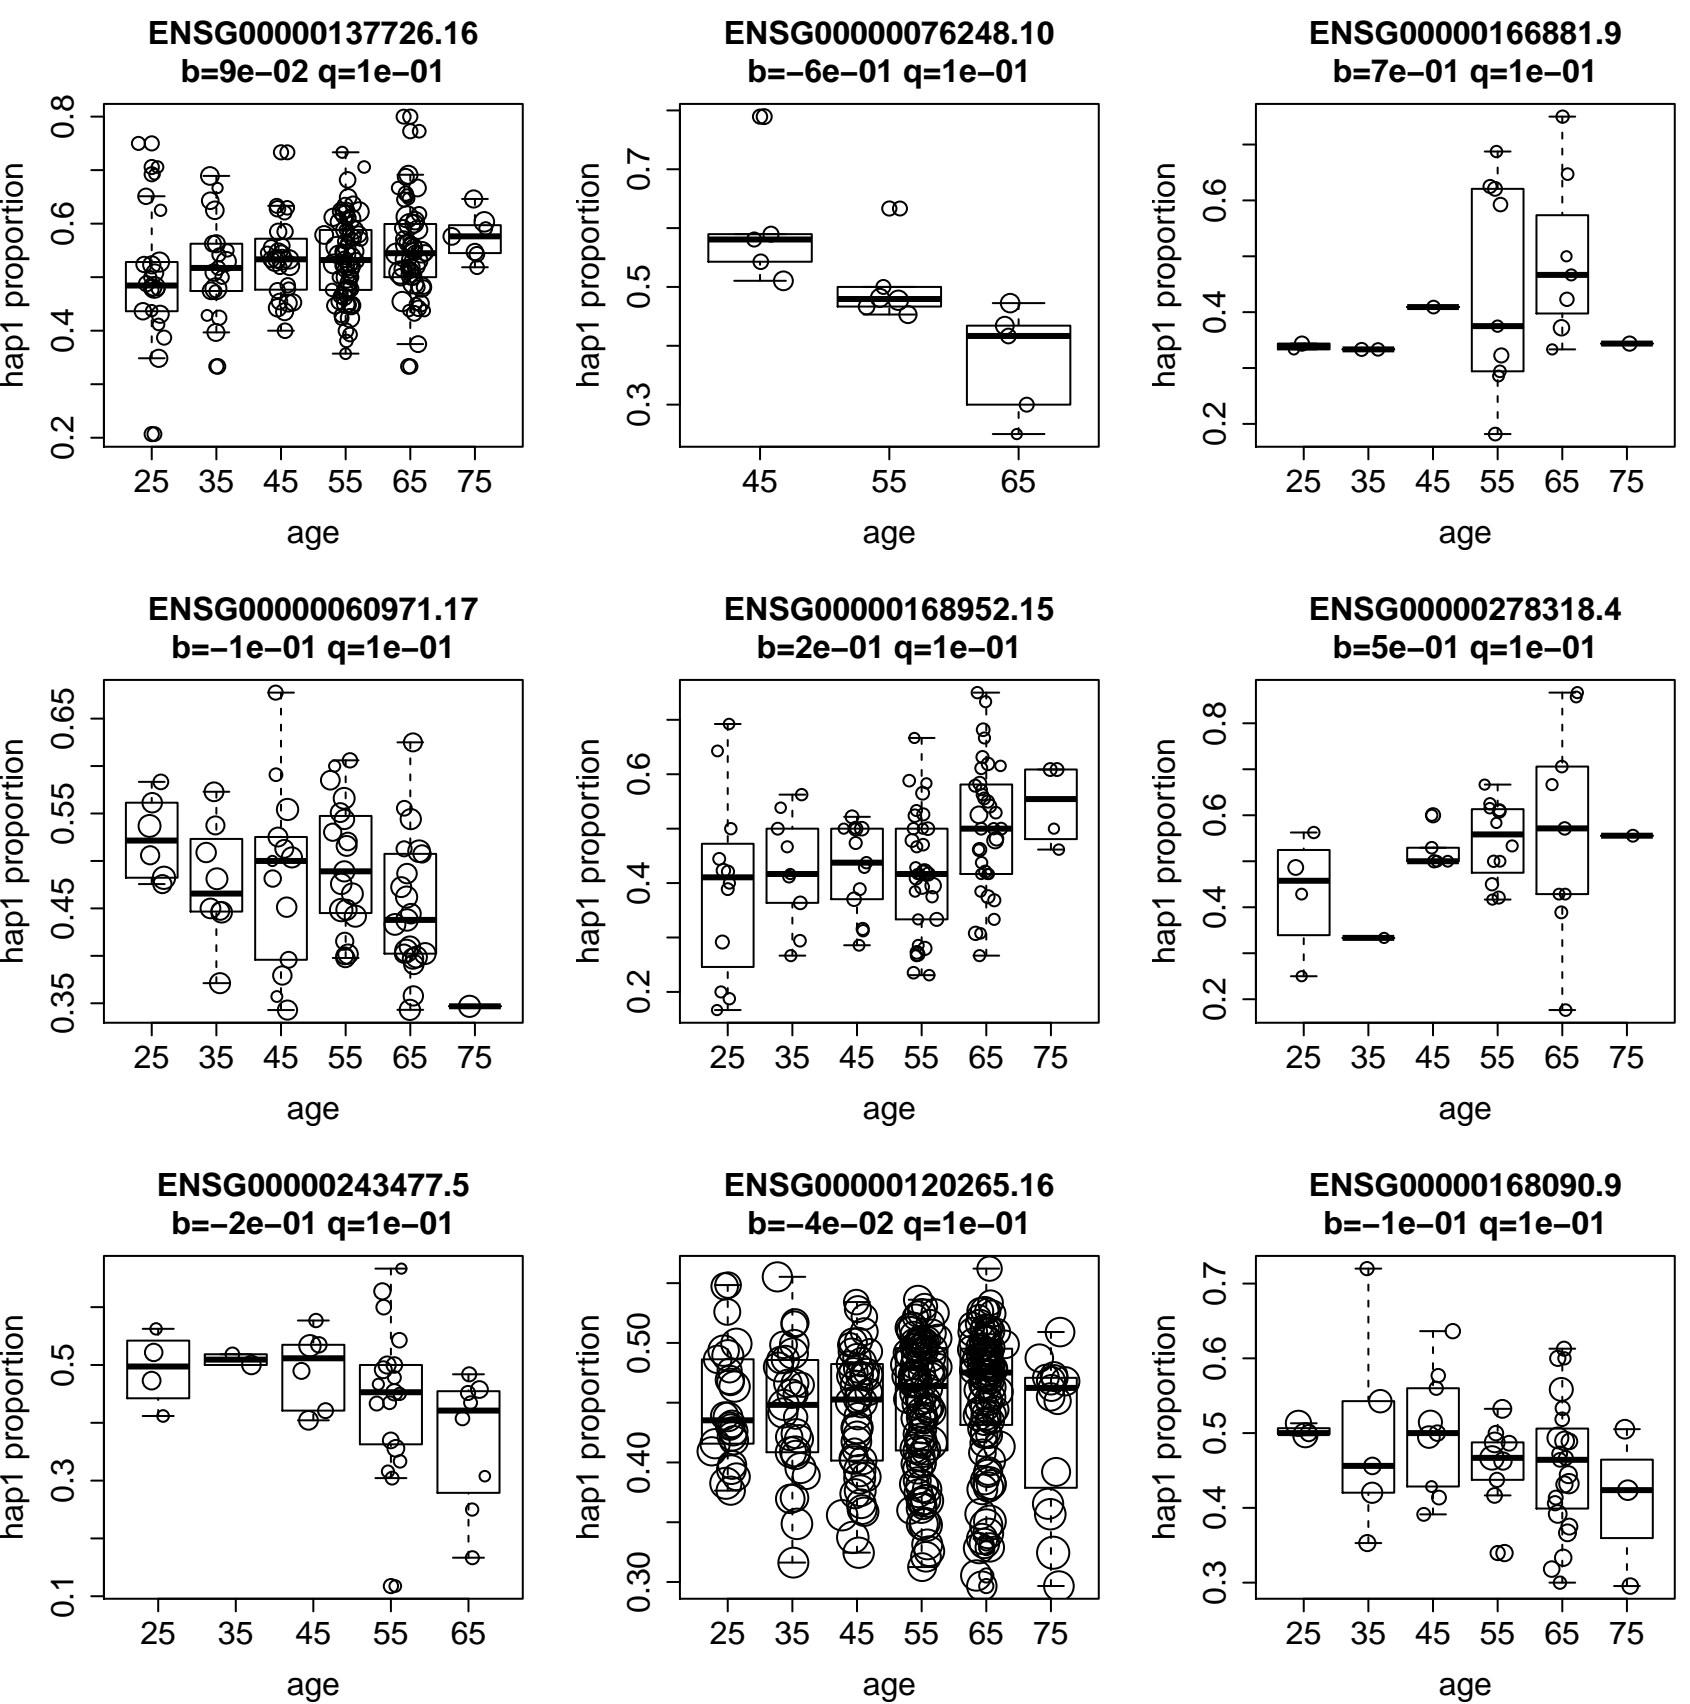 ENSG00000137726.16
b=9e−02 q=1e−01
hap1 proportion
0.8
0.6
0.4
0.2
25 35 45 55 65 75
age
ENSG00000076248.10
b=−6e−01 q=1e−01
hap1 proportion
0.7
0.5
0.3
45 55 65
age
ENSG00000166881.9
b=7e−01 q=1e−01
hap1 proportion
0.6
0.4
0.2
25 35 45 55 65 75
age
ENSG00000060971.17
b=−1e−01 q=1e−01
hap1 proportion
0.65
0.55
0.45
0.35
25 35 45 55 65 75
age
ENSG00000168952.15
b=2e−01 q=1e−01
hap1 proportion
0.6
0.4
0.2
25 35 45 55 65 75
age
ENSG00000278318.4
b=5e−01 q=1e−01
hap1 proportion
0.8
0.6
0.4
0.2
25 35 45 55 65 75
age
ENSG00000243477.5
b=−2e−01 q=1e−01
hap1 proportion
0.5
0.3
0.1
25 35 45 55 65
age
ENSG00000120265.16
b=−4e−02 q=1e−01
hap1 proportion
0.50
0.40
0.30
25 35 45 55 65 75
age
ENSG00000168090.9
b=−1e−01 q=1e−01
hap1 proportion
0.7
0.6
0.5
0.4
0.3
25 35 45 55 65 75
age